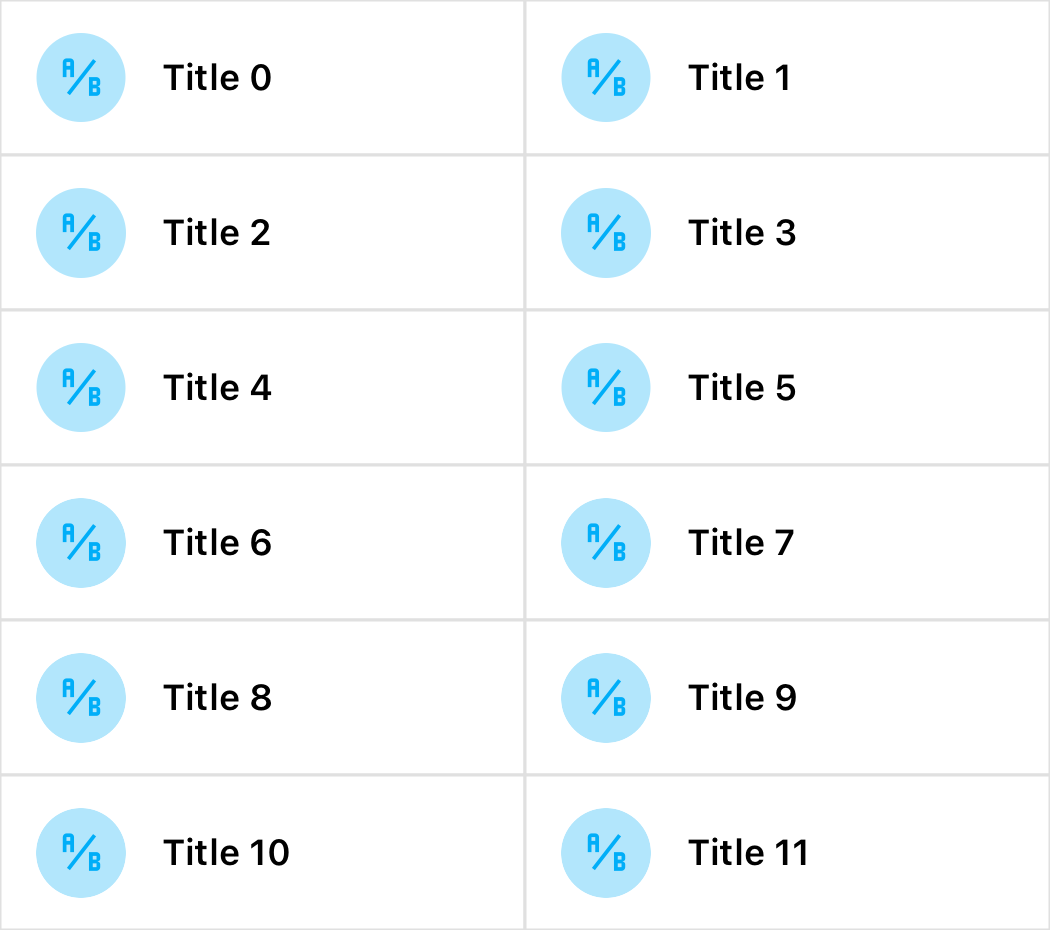 A/B Title 0 A/B Title 1
A/B Title 2 A/B Title 3
A/B Title 4 A/B Title 5
A/B Title 6 A/B Title 7
A/B Title 8 A/B Title 9
A/B Title 10 A/B Title 11